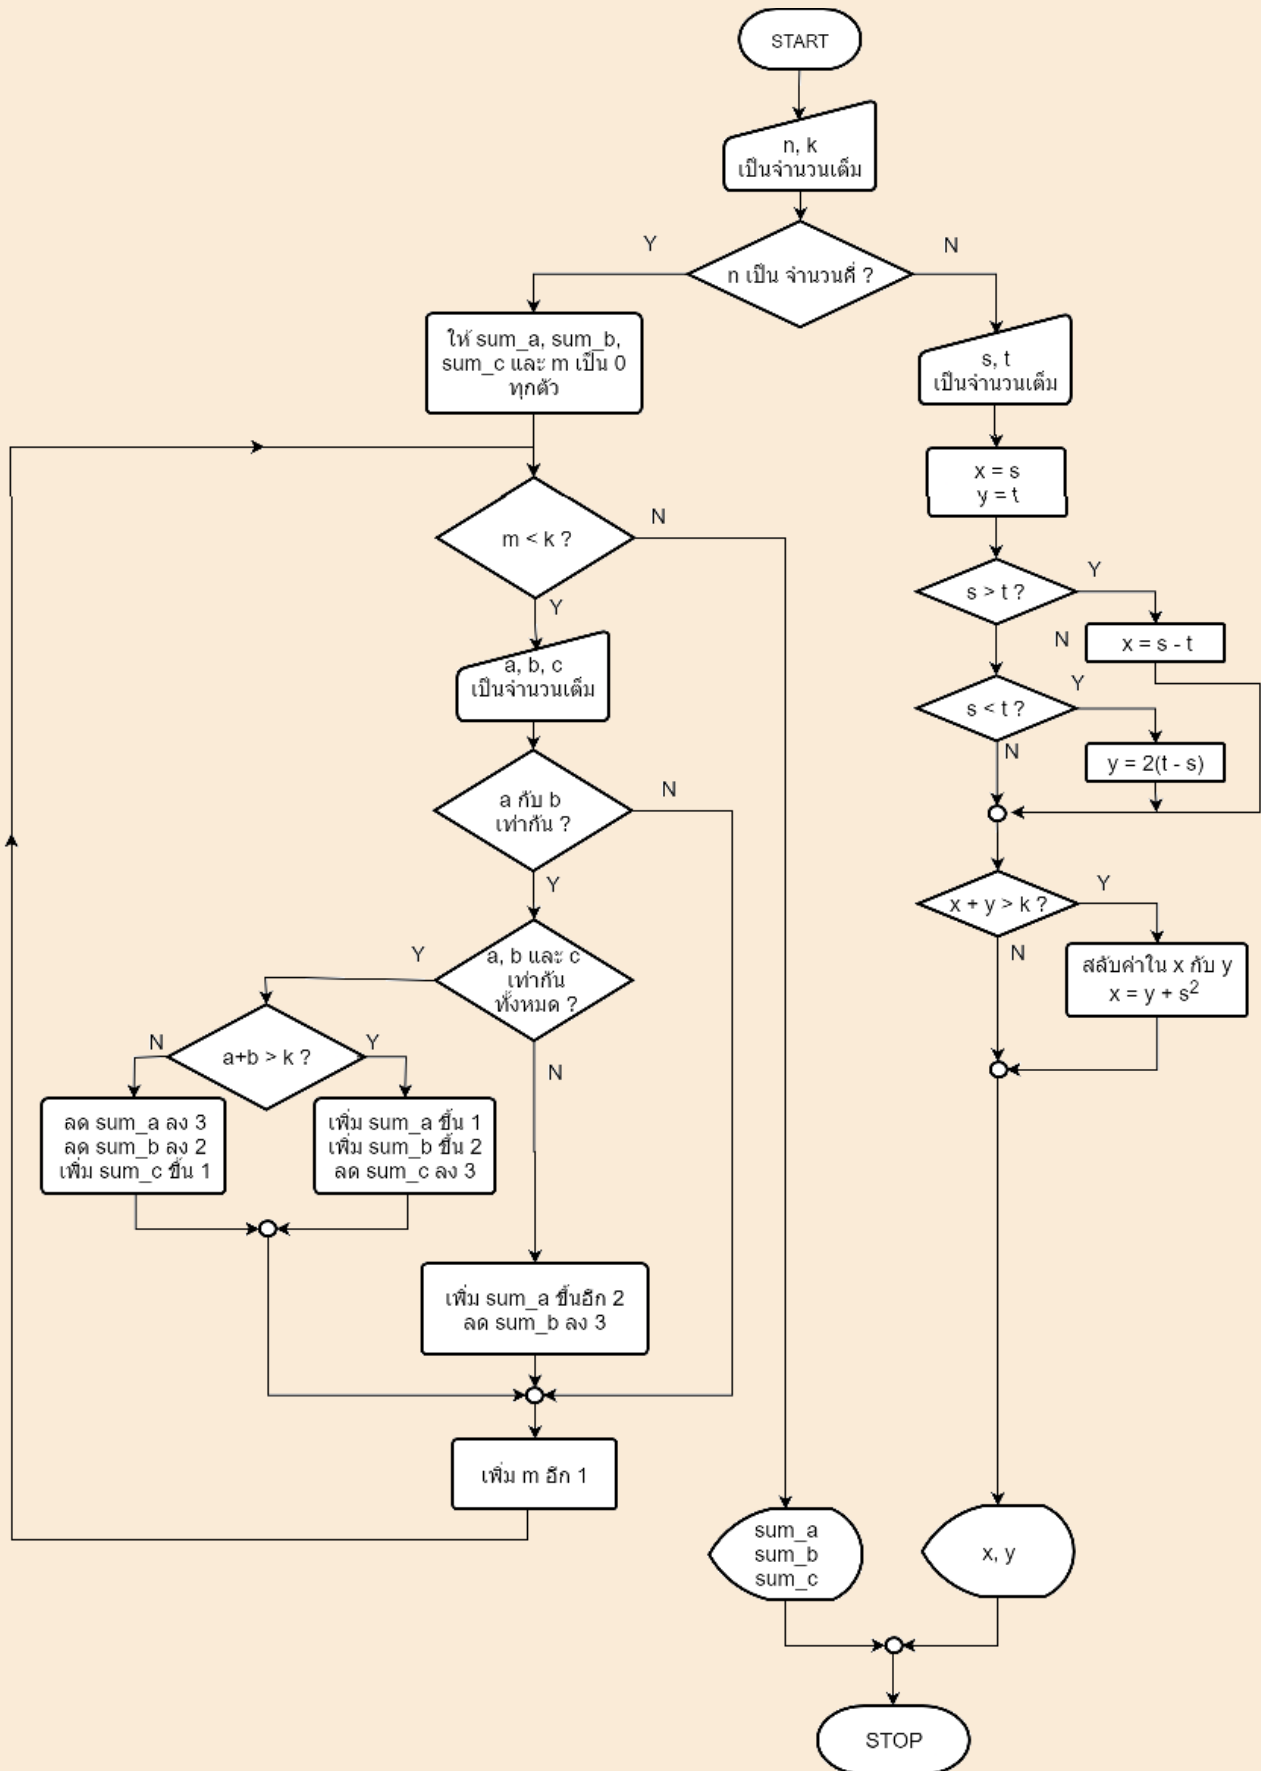 START
n, k
เป็นจำนวนเต็ม
Y
N
n เป็น จำนวนคี่ ?
ให้ sum_a, sum_b,
sum_c และ m เป็น 0
ทุกตัว
s, t
เป็นจำนวนเต็ม
x = s
y = t
m < k ?
N
Y
s > t ?
Y
N
x = s - t
a, b, c
เป็นจำนวนเต็ม
s < t ?
Y
N
y = 2(t - s)
a กับ b
เท่ากัน ?
N
Y
x + y > k ?
Y
N
สลับค่าใน x กับ y
x = y + s²
a, b และ c
เท่ากัน
ทั้งหมด ?
Y
N
a+b > k ?
N
Y
ลด sum_a ลง 3
ลด sum_b ลง 2
เพิ่ม sum_c ขึ้น 1
เพิ่ม sum_a ขึ้น 1
เพิ่ม sum_b ขึ้น 2
ลด sum_c ลง 3
เพิ่ม sum_a ขึ้นอีก 2
ลด sum_b ลง 3
เพิ่ม m อีก 1
sum_a
sum_b
sum_c
x, y
STOP